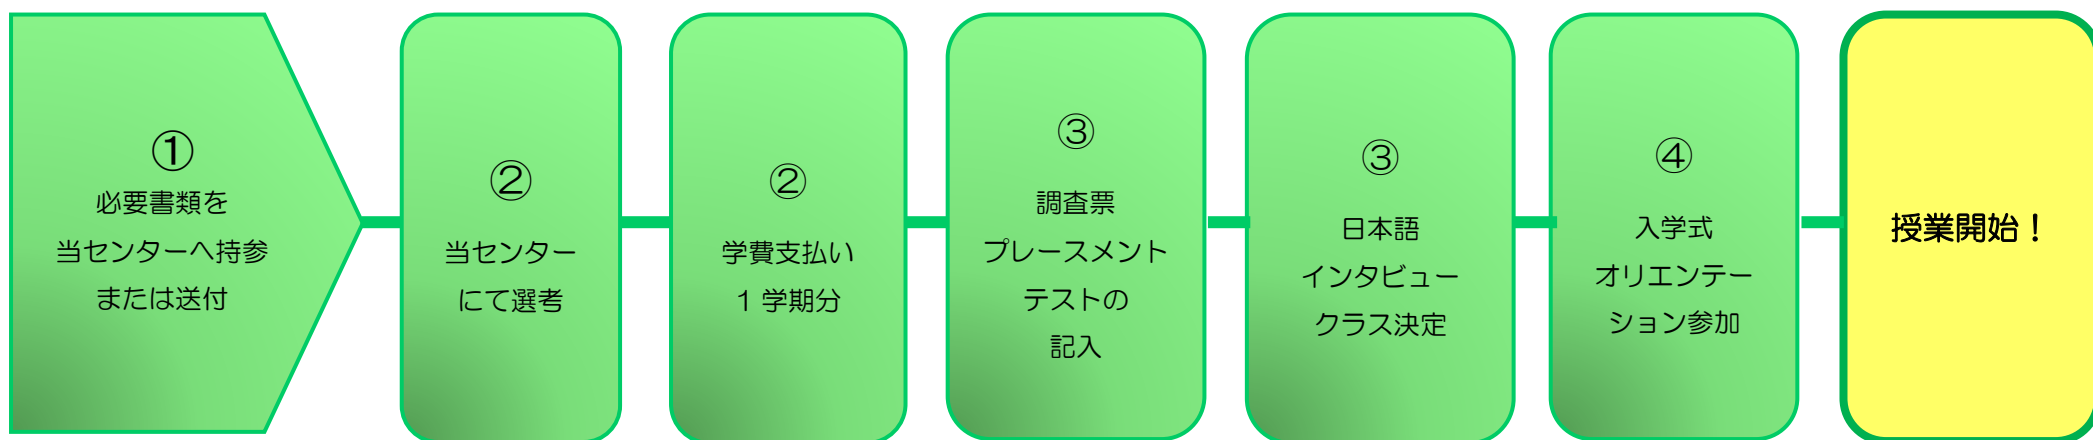 ①
必要書類を
当センターへ持参
または送付
②
当センター
にて選考
②
学費支払い
1 学期分
③
調査票
プレースメント
テストの
記入
③
日本語
インタビュー
クラス決定
④
入学式
オリエンテー
ション参加
授業開始！